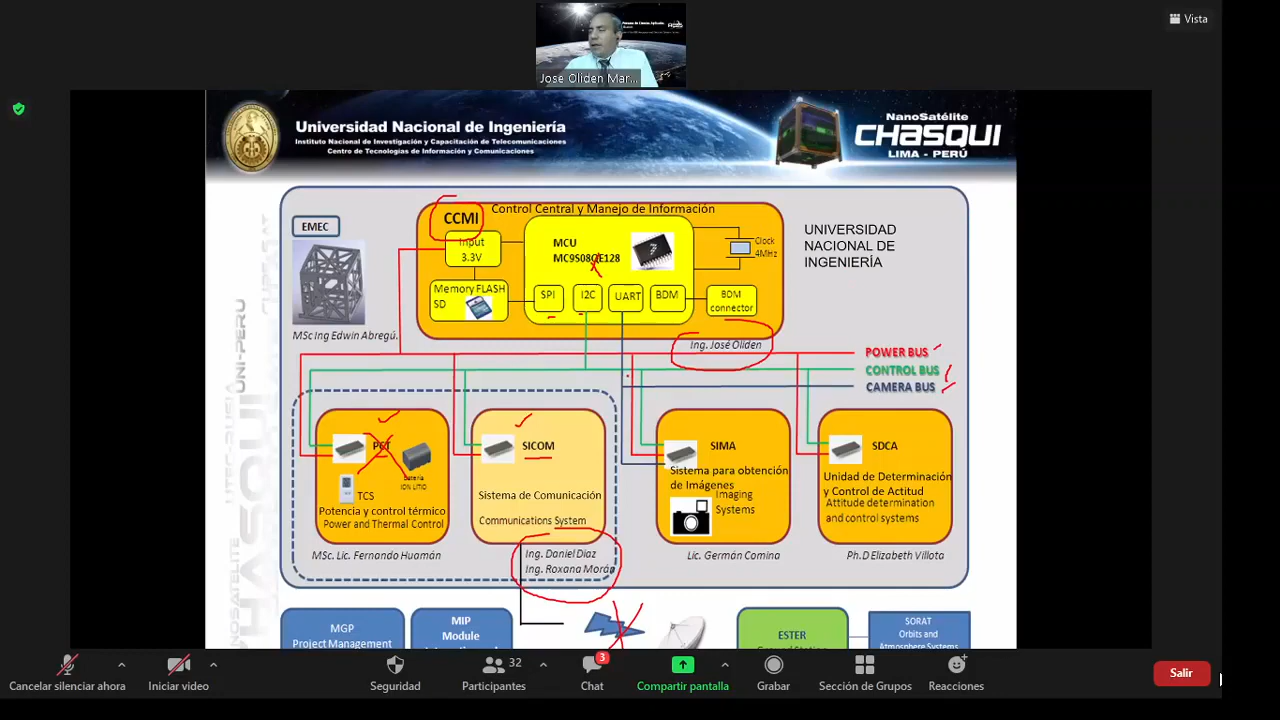 Vista
Jose Oliden Mar...
Universidad Nacional de Ingeniería
Instituto Nacional de Investigación y Capacitación de Telecomunicaciones
Centro de Tecnologías de Información y Comunicaciones
NanoSatélite
CHASQUI
LIMA - PERÚ
EMEC
MSc Ing Edwin Abregú.
CCMI
Control Central y Manejo de Información
Input
3.3V
Memory FLASH
SD
MCU
MC9S08QE128
SPI
I2C
UART
BDM
Clock
4MHz
BDM
connector
Ing. José Oliden
UNIVERSIDAD
NACIONAL DE
INGENIERÍA
POWER BUS
CONTROL BUS
CAMERA BUS
PCT
Batería
ION LITIO
TCS
Potencia y control térmico
Power and Thermal Control
MSc. Lic. Fernando Huamán
SICOM
Sistema de Comunicación
Communications System
Ing. Daniel Diaz
Ing. Roxana Morán
SIMA
Sistema para obtención
de Imágenes
Imaging
Systems
Lic. Germán Comina
SDCA
Unidad de Determinación
y Control de Actitud
Attitude determination
and control systems
Ph.D Elizabeth Villota
MGP
Project Management
MIP
Module
ESTER
SORAT
Orbits and
Atmosphere Systems
Cancelar silenciar ahora
Iniciar video
Seguridad
32
Participantes
3
Chat
Compartir pantalla
Grabar
Sección de Grupos
Reacciones
Salir